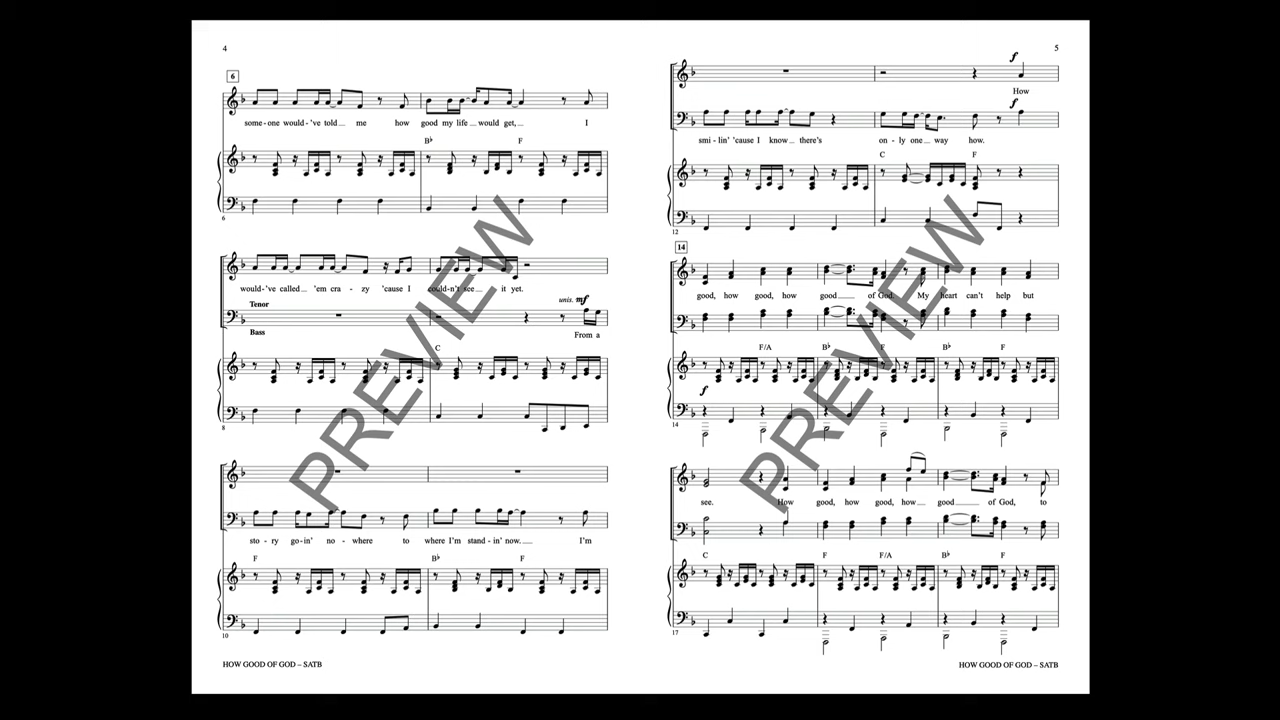 4
6
some-one would-'ve told me how good my life would get, I
B♭ F
6
would-'ve called 'em cra-zy 'cause I could-n't see it yet.
Tenor
unis. mf
Bass
From a
C
8
sto-ry go-in' no-where to where I'm stand-in' now. I'm
F B♭ F
10
HOW GOOD OF GOD – SATB
PREVIEW
5
f
How
f
smi-lin' 'cause I know there's on-ly one way how.
C F
12
14
good, how good, how good of God. My heart can't help but
F/A B♭ F B♭ F
f
14
see. How good, how good, how good of God, to
C F F/A B♭ F
17
HOW GOOD OF GOD – SATB
PREVIEW